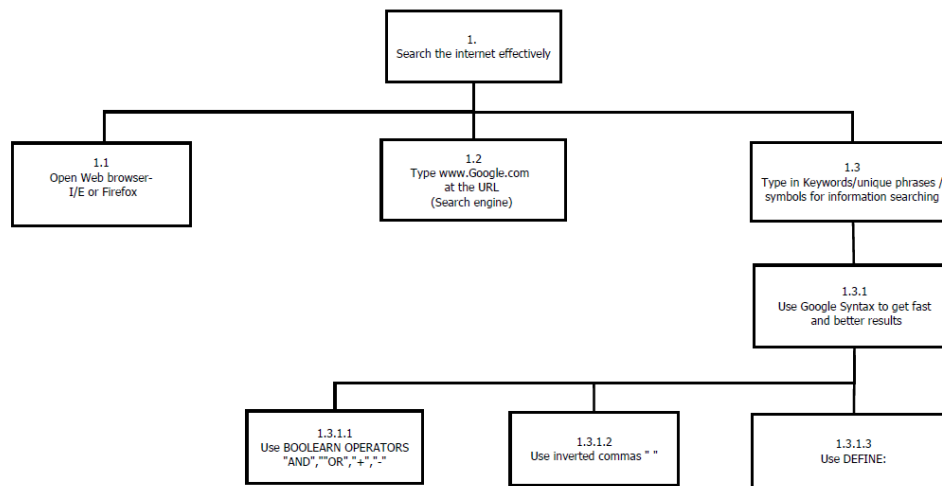 1.
Search the internet effectively
1.1
Open Web browser-
I/E or Firefox
1.2
Type www.Google.com
at the URL
(Search engine)
1.3
Type in Keywords/unique phrases /
symbols for information searching
1.3.1
Use Google Syntax to get fast
and better results
1.3.1.1
Use BOOLEARN OPERATORS
"AND",""OR","+","-"
1.3.1.2
Use inverted commas " "
1.3.1.3
Use DEFINE: